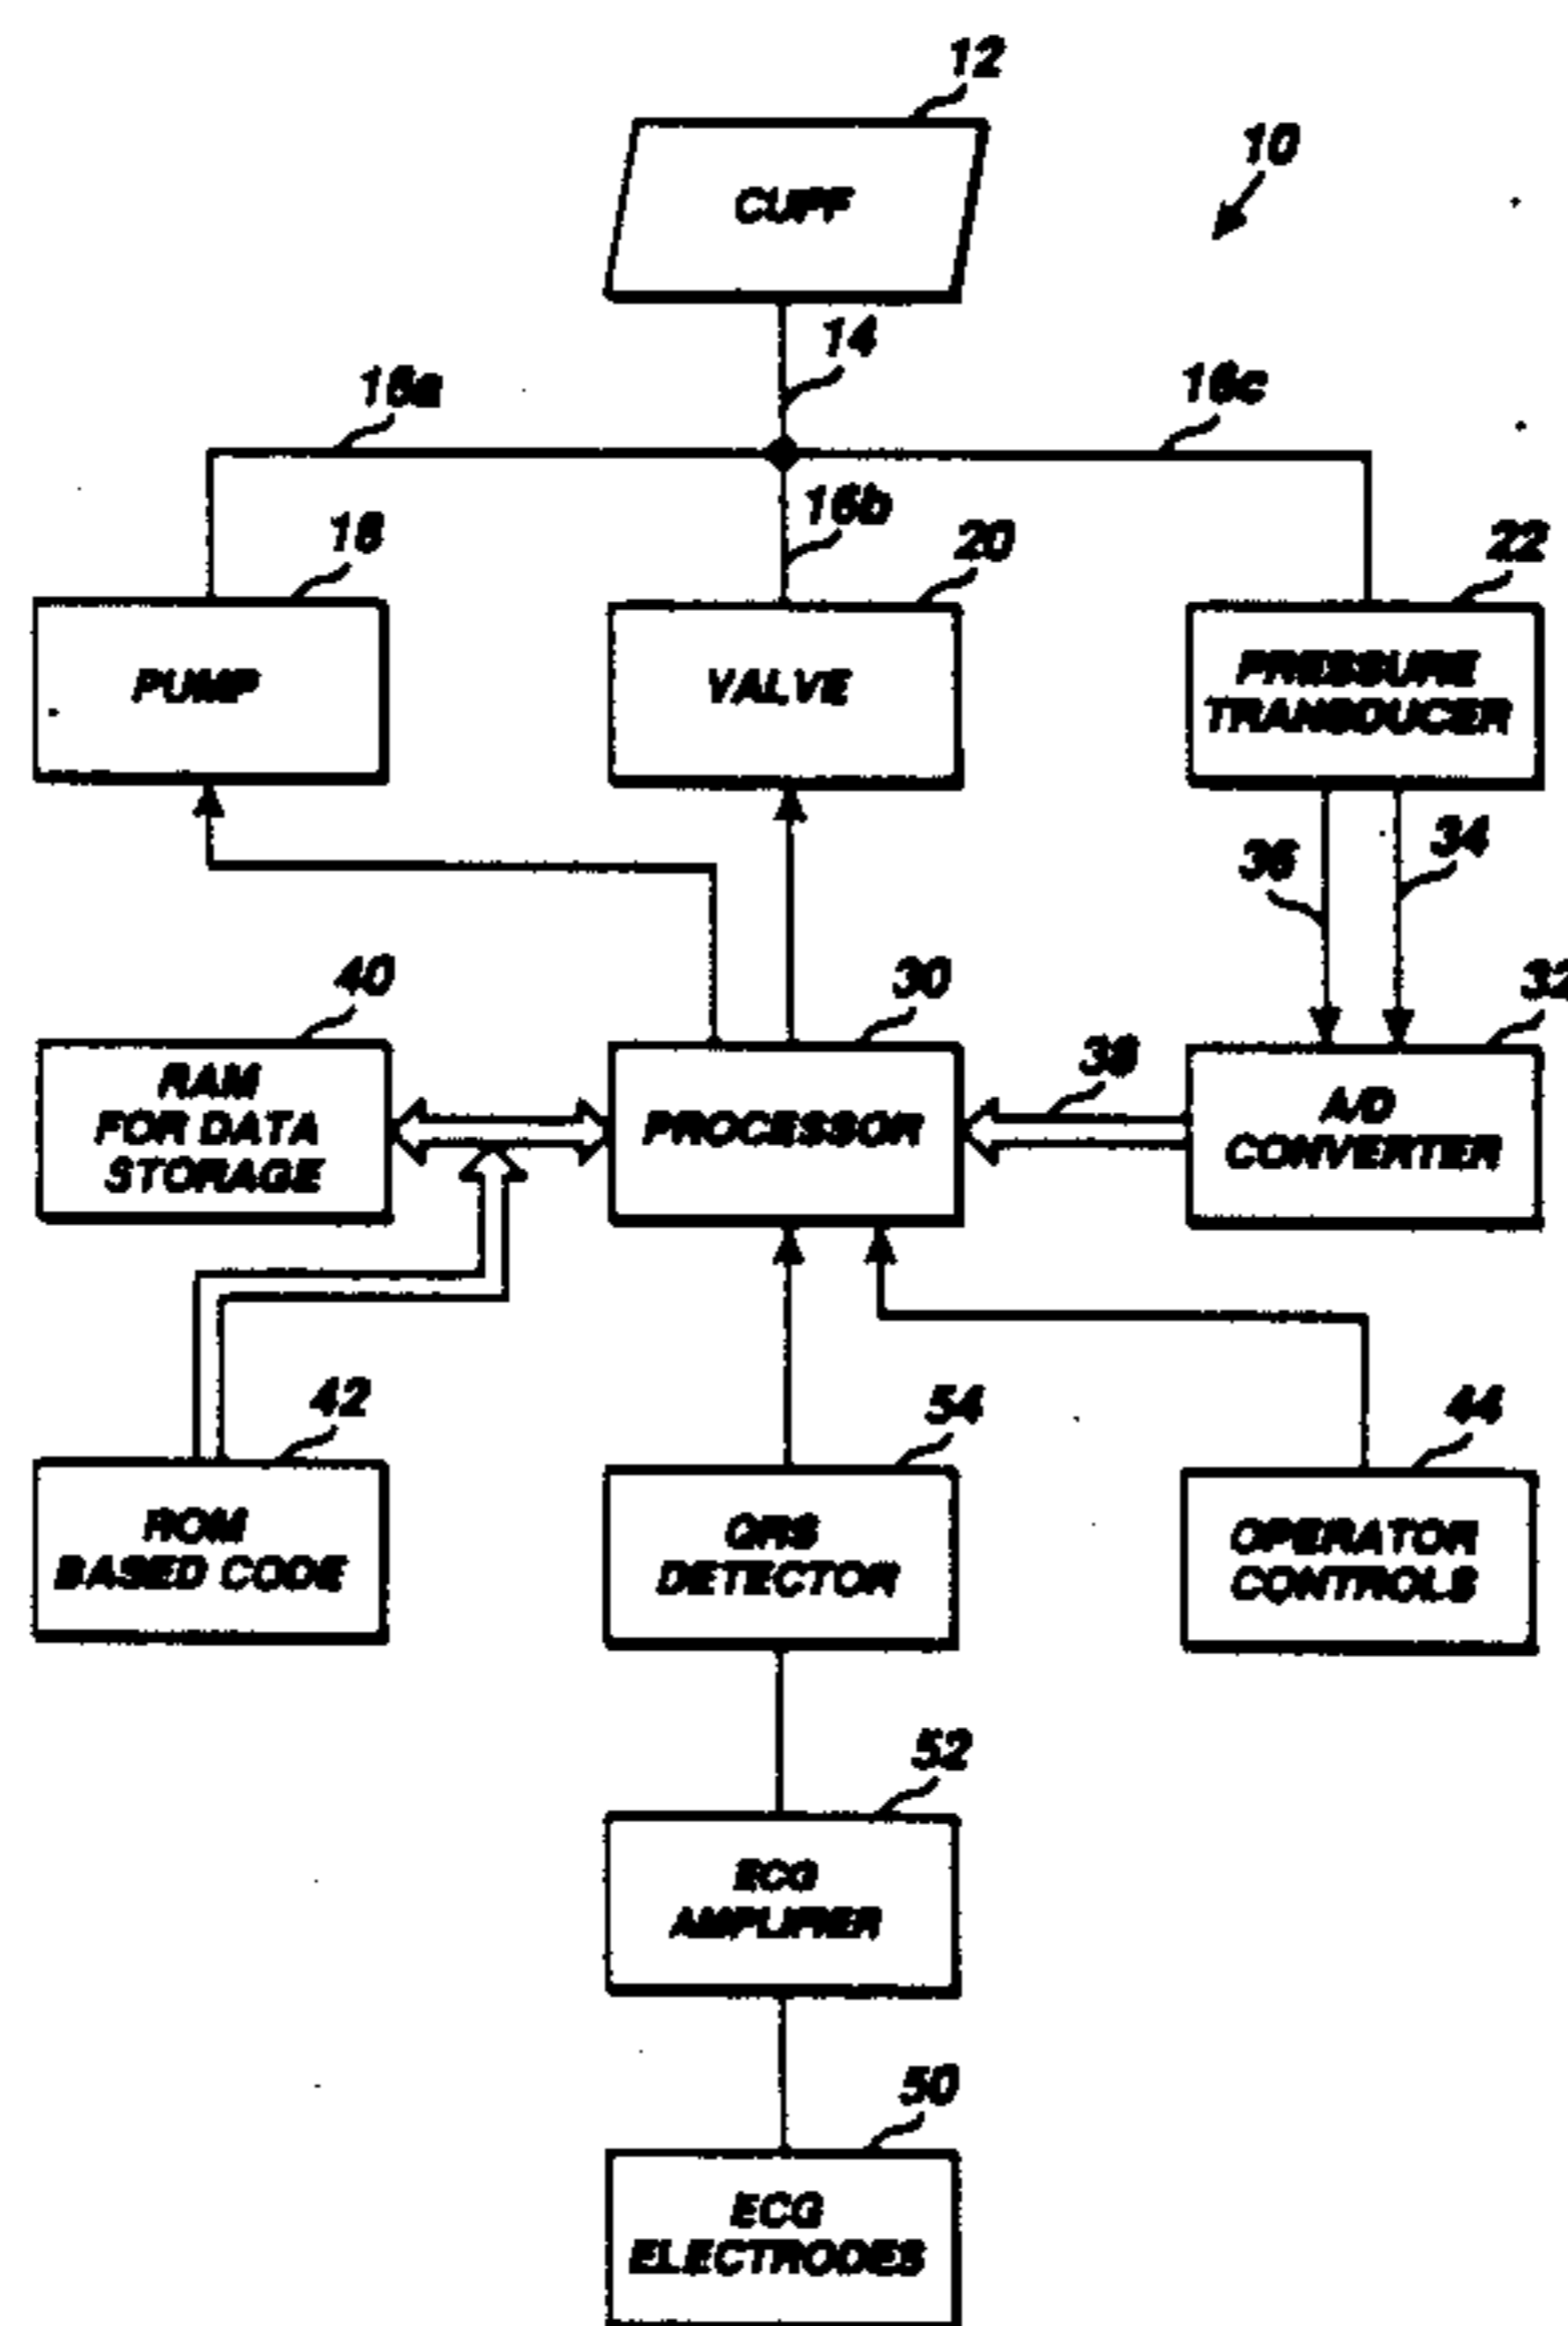 12
10
CUFF
14
16a
16c
16b
18
20
22
PUMP
VALVE
PRESSURE
TRANSDUCER
36
34
40
30
32
38
RAM
FOR DATA
STORAGE
PROCESSOR
A/D
CONVERTER
42
54
44
ROM
BASED CODE
QRS
DETECTOR
OPERATOR
CONTROLS
52
ECG
AMPLIFIER
50
ECG
ELECTRODES